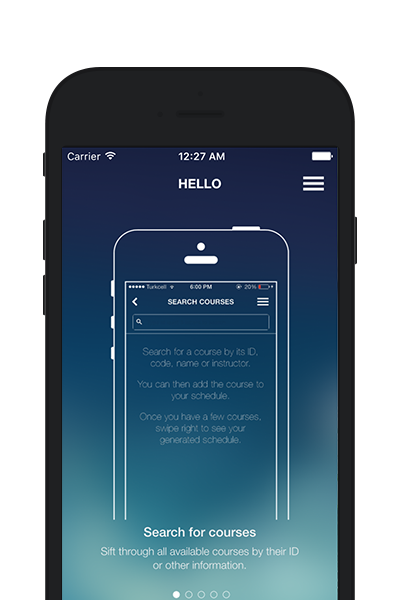 Carrier 12:27 AM
HELLO
Turkcell 6:00 PM 20%
SEARCH COURSES
Search for a course by its ID,
code, name or instructor.
You can then add the course to
your schedule.
Once you have a few courses,
swipe right to see your
generated schedule.
Search for courses
Sift through all available courses by their ID
or other information.